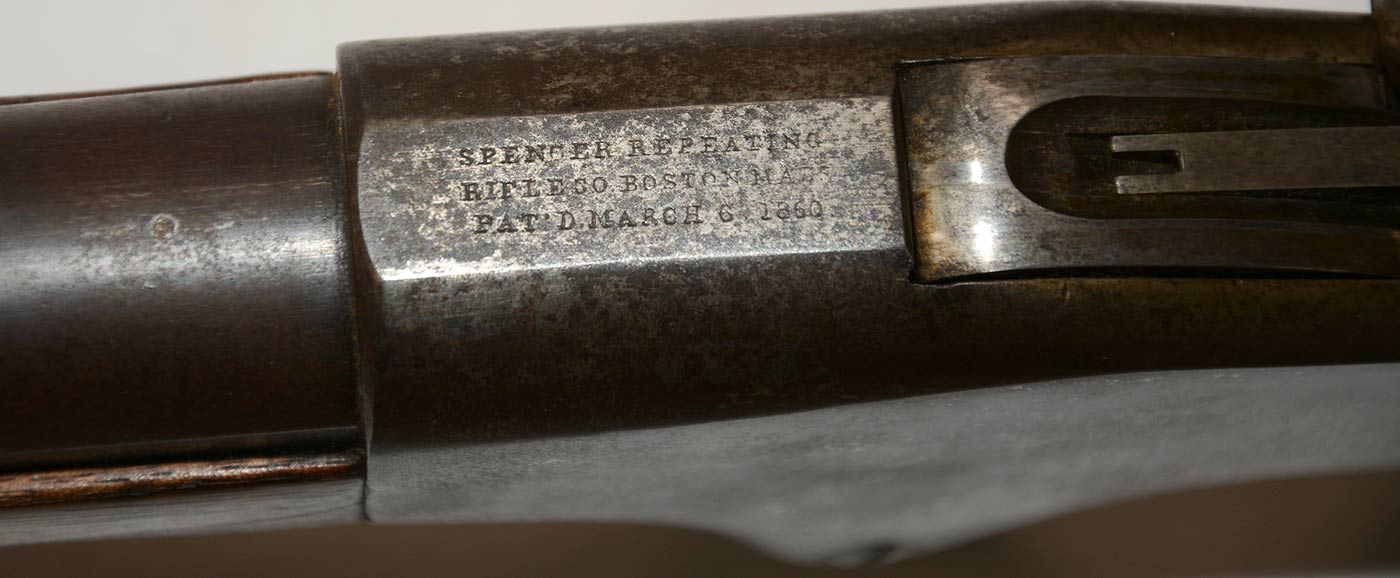 SPENCER REPEATING
RIFLE CO BOSTON MASS
PAT'D. MARCH 6. 1860